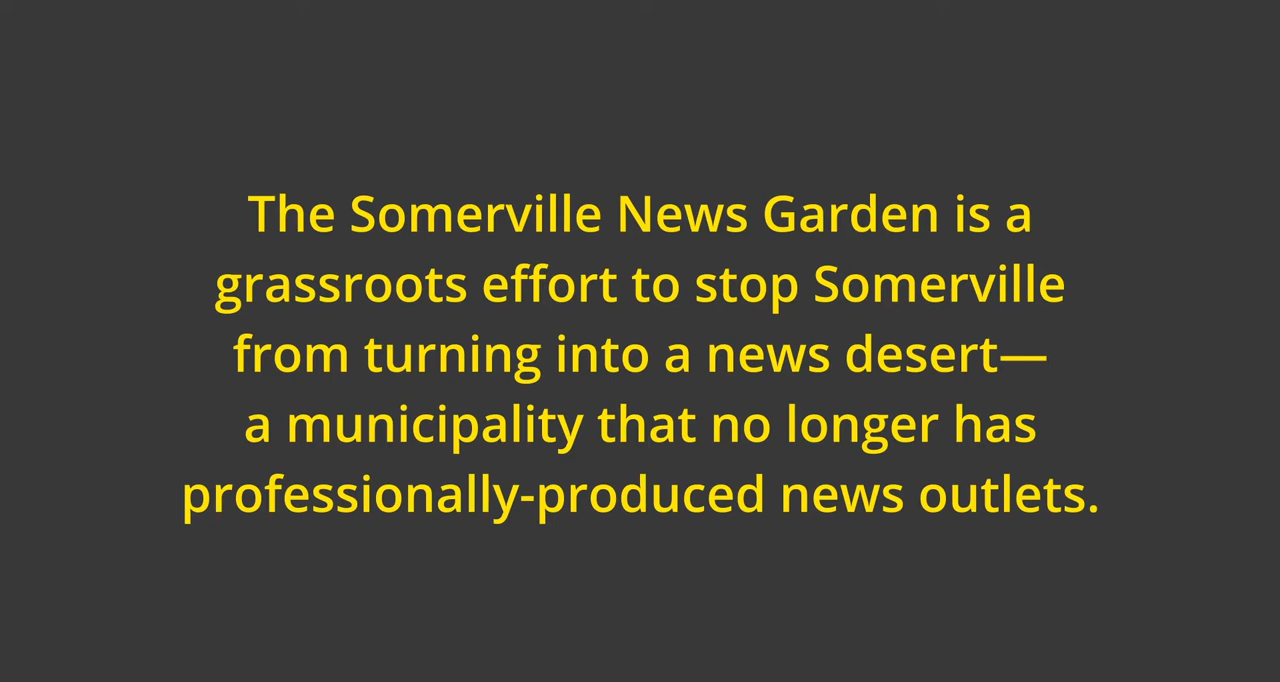 The Somerville News Garden is a
grassroots effort to stop Somerville
from turning into a news desert—
a municipality that no longer has
professionally-produced news outlets.